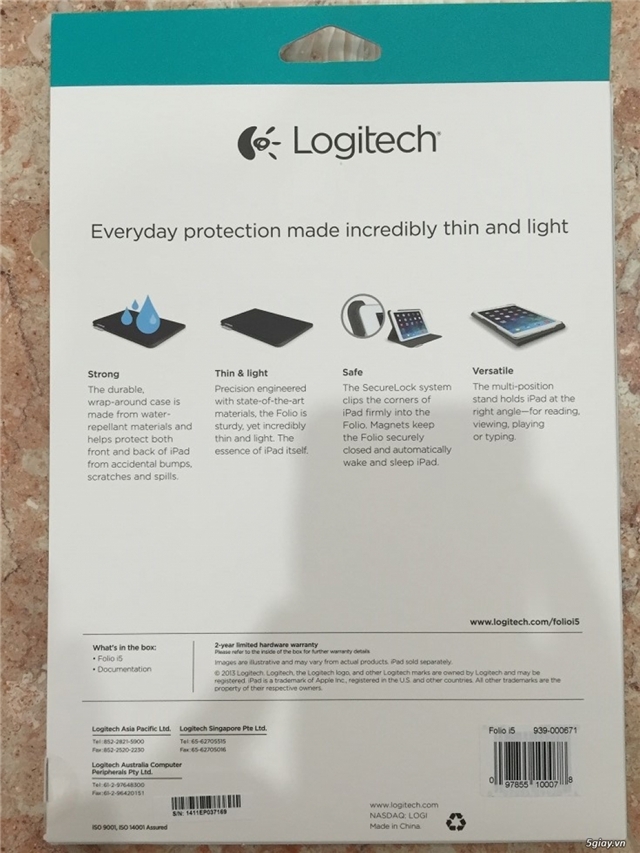 Logitech
Everyday protection made incredibly thin and light
Strong
The durable,
wrap-around case is
made from water-
repellant materials and
helps protect both
front and back of iPad
from accidental bumps,
scratches and spills.
Thin & light
Precision engineered
with state-of-the-art
materials, the Folio is
sturdy, yet incredibly
thin and light. The
essence of iPad itself.
Safe
The SecureLock system
clips the corners of
iPad firmly into the
Folio. Magnets keep
the Folio securely
closed and automatically
wake and sleep iPad.
Versatile
The multi-position
stand holds iPad at the
right angle—for reading,
viewing, playing
or typing.
www.logitech.com/folioi5
What's in the box:
• Folio i5
• Documentation
2-year limited hardware warranty
Please refer to the inside of the box for further warranty details
Images are illustrative and may vary from actual products. iPad sold separately.
© 2013 Logitech. Logitech, the Logitech logo, and other Logitech marks are owned by Logitech and may be
registered. iPad is a trademark of Apple Inc., registered in the U.S. and other countries. All other trademarks are the
property of their respective owners.
Logitech Asia Pacific Ltd.
Tel:852-2821-5900
Fax:852-2520-2230
Logitech Singapore Pte Ltd.
Tel: 65-62705515
Fax: 65-62705016
Logitech Australia Computer
Peripherals Pty Ltd.
Tel:61-2-97648300
Fax:61-2-96420151
S/N: 1411EP037169
ISO 9001, ISO 14001 Assured
www.logitech.com
NASDAQ: LOGI
Made in China
Folio i5 939-000671
0 97855 10007 8
5giay.vn